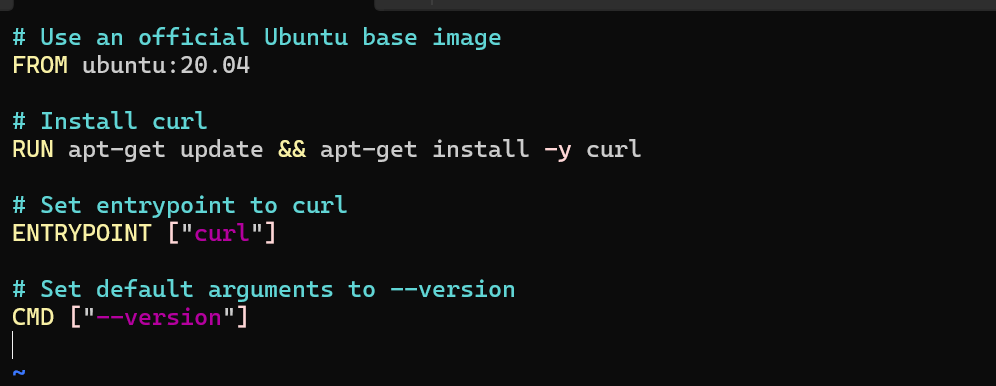 # Use an official Ubuntu base image
FROM ubuntu:20.04
# Install curl
RUN apt-get update && apt-get install -y curl
# Set entrypoint to curl
ENTRYPOINT ["curl"]
# Set default arguments to --version
CMD ["--version"]
~